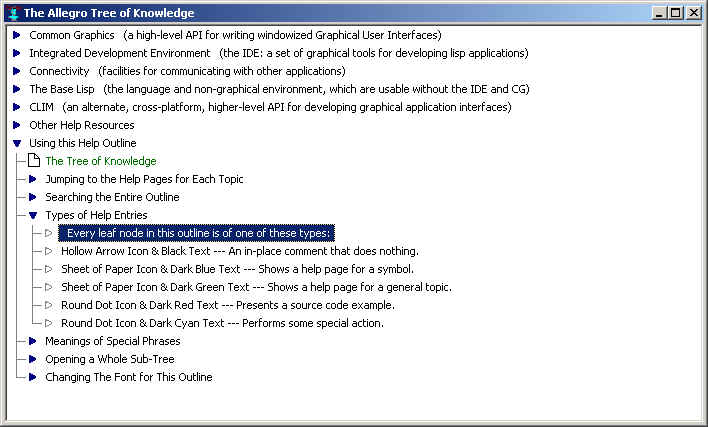 The Allegro Tree of Knowledge
Common Graphics (a high-level API for writing windowized Graphical User Interfaces)
Integrated Development Environment (the IDE: a set of graphical tools for developing lisp applications)
Connectivity (facilities for communicating with other applications)
The Base Lisp (the language and non-graphical environment, which are usable without the IDE and CG)
CLIM (an alternate, cross-platform, higher-level API for developing graphical application interfaces)
Other Help Resources
Using this Help Outline
The Tree of Knowledge
Jumping to the Help Pages for Each Topic
Searching the Entire Outline
Types of Help Entries
Every leaf node in this outline is of one of these types:
Hollow Arrow Icon & Black Text --- An in-place comment that does nothing.
Sheet of Paper Icon & Dark Blue Text --- Shows a help page for a symbol.
Sheet of Paper Icon & Dark Green Text --- Shows a help page for a general topic.
Round Dot Icon & Dark Red Text --- Presents a source code example.
Round Dot Icon & Dark Cyan Text --- Performs some special action.
Meanings of Special Phrases
Opening a Whole Sub-Tree
Changing The Font for This Outline